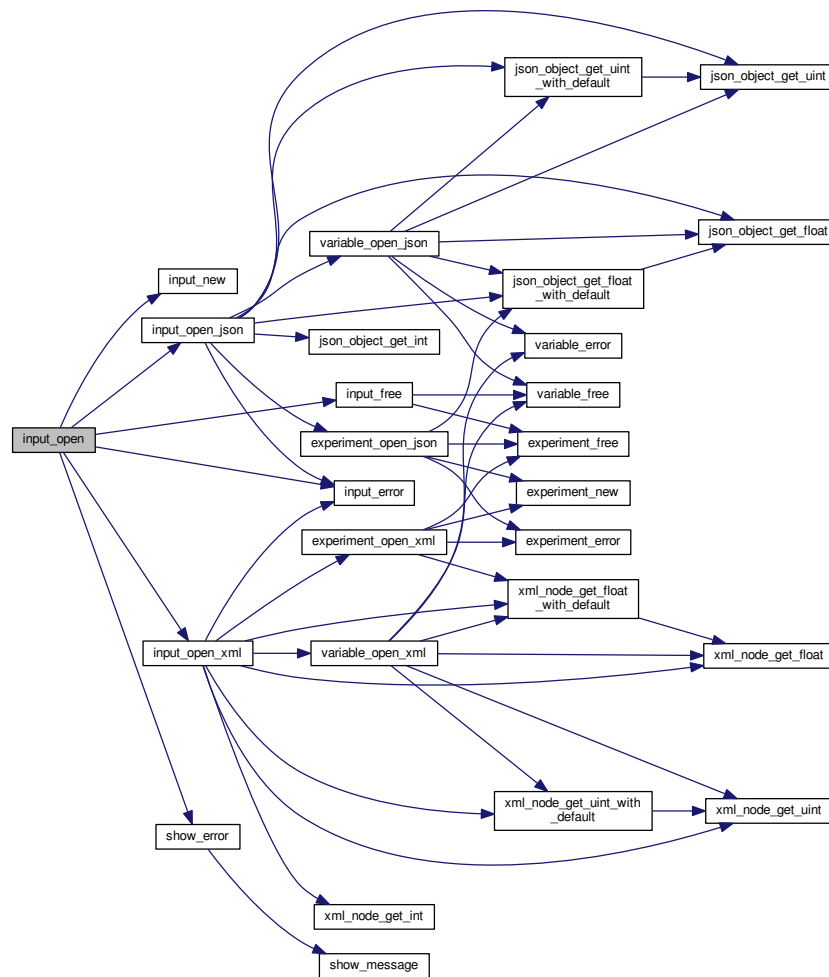 json_object_get_uint
_with_default
json_object_get_uint
variable_open_json
json_object_get_float
input_new
json_object_get_float
_with_default
input_open_json
json_object_get_int
variable_error
input_free
variable_free
input_open
experiment_open_json
experiment_free
input_error
experiment_new
experiment_open_xml
experiment_error
xml_node_get_float
_with_default
input_open_xml
variable_open_xml
xml_node_get_float
xml_node_get_uint_with
_default
xml_node_get_uint
show_error
xml_node_get_int
show_message